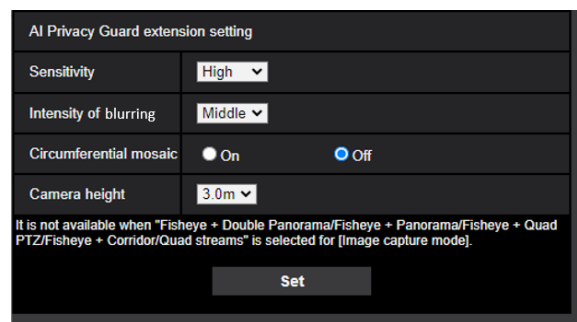 AI Privacy Guard extension setting
Sensitivity High
Intensity of blurring Middle
Circumferential mosaic On Off
Camera height 3.0m
It is not available when "Fisheye + Double Panorama/Fisheye + Panorama/Fisheye + Quad
PTZ/Fisheye + Corridor/Quad streams" is selected for [Image capture mode].
Set